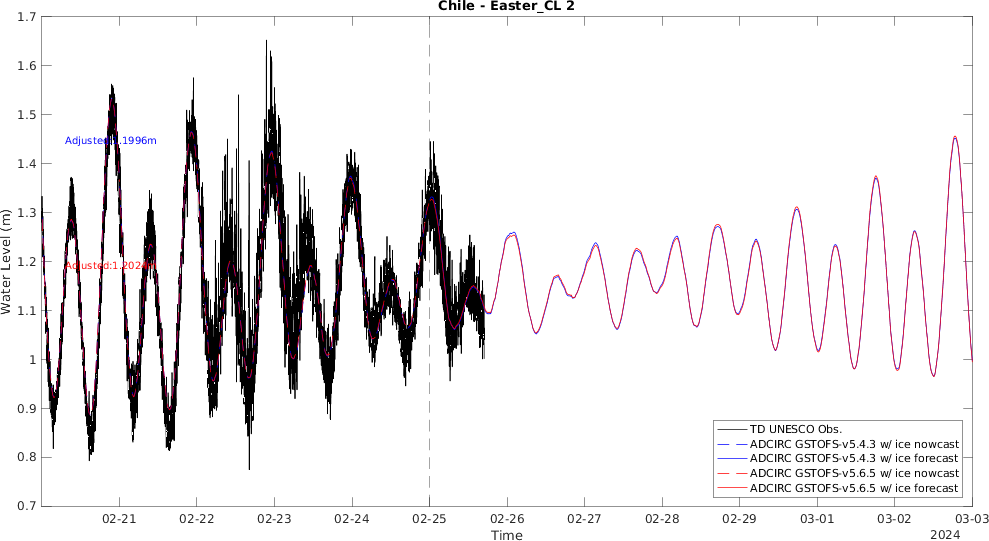 Chile - Easter_CL 2
Water Level (m)
1.7
1.6
1.5
1.4
1.3
1.2
1.1
1
0.9
0.8
0.7
Adjusted:1.1996m
Adjusted:1.2024m
TD UNESCO Obs.
ADCIRC GSTOFS-v5.4.3 w/ ice nowcast
ADCIRC GSTOFS-v5.4.3 w/ ice forecast
ADCIRC GSTOFS-v5.6.5 w/ ice nowcast
ADCIRC GSTOFS-v5.6.5 w/ ice forecast
02-21 02-22 02-23 02-24 02-25 02-26 02-27 02-28 02-29 03-01 03-02 03-03
Time
2024